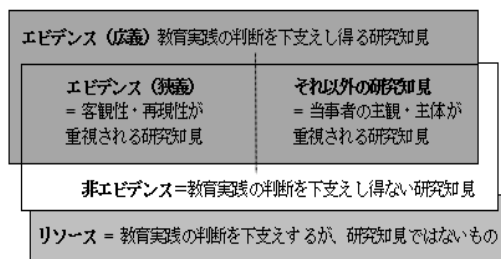 エビデンス（広義）教育実践の判断を下支えし得る研究知見
エビデンス（狭義）
= 客観性・再現性が
重視される研究知見
それ以外の研究知見
= 当事者の主観・主体が
重視される研究知見
非エビデンス=教育実践の判断を下支えし得ない研究知見
リソース = 教育実践の判断を下支えするが、研究知見ではないもの